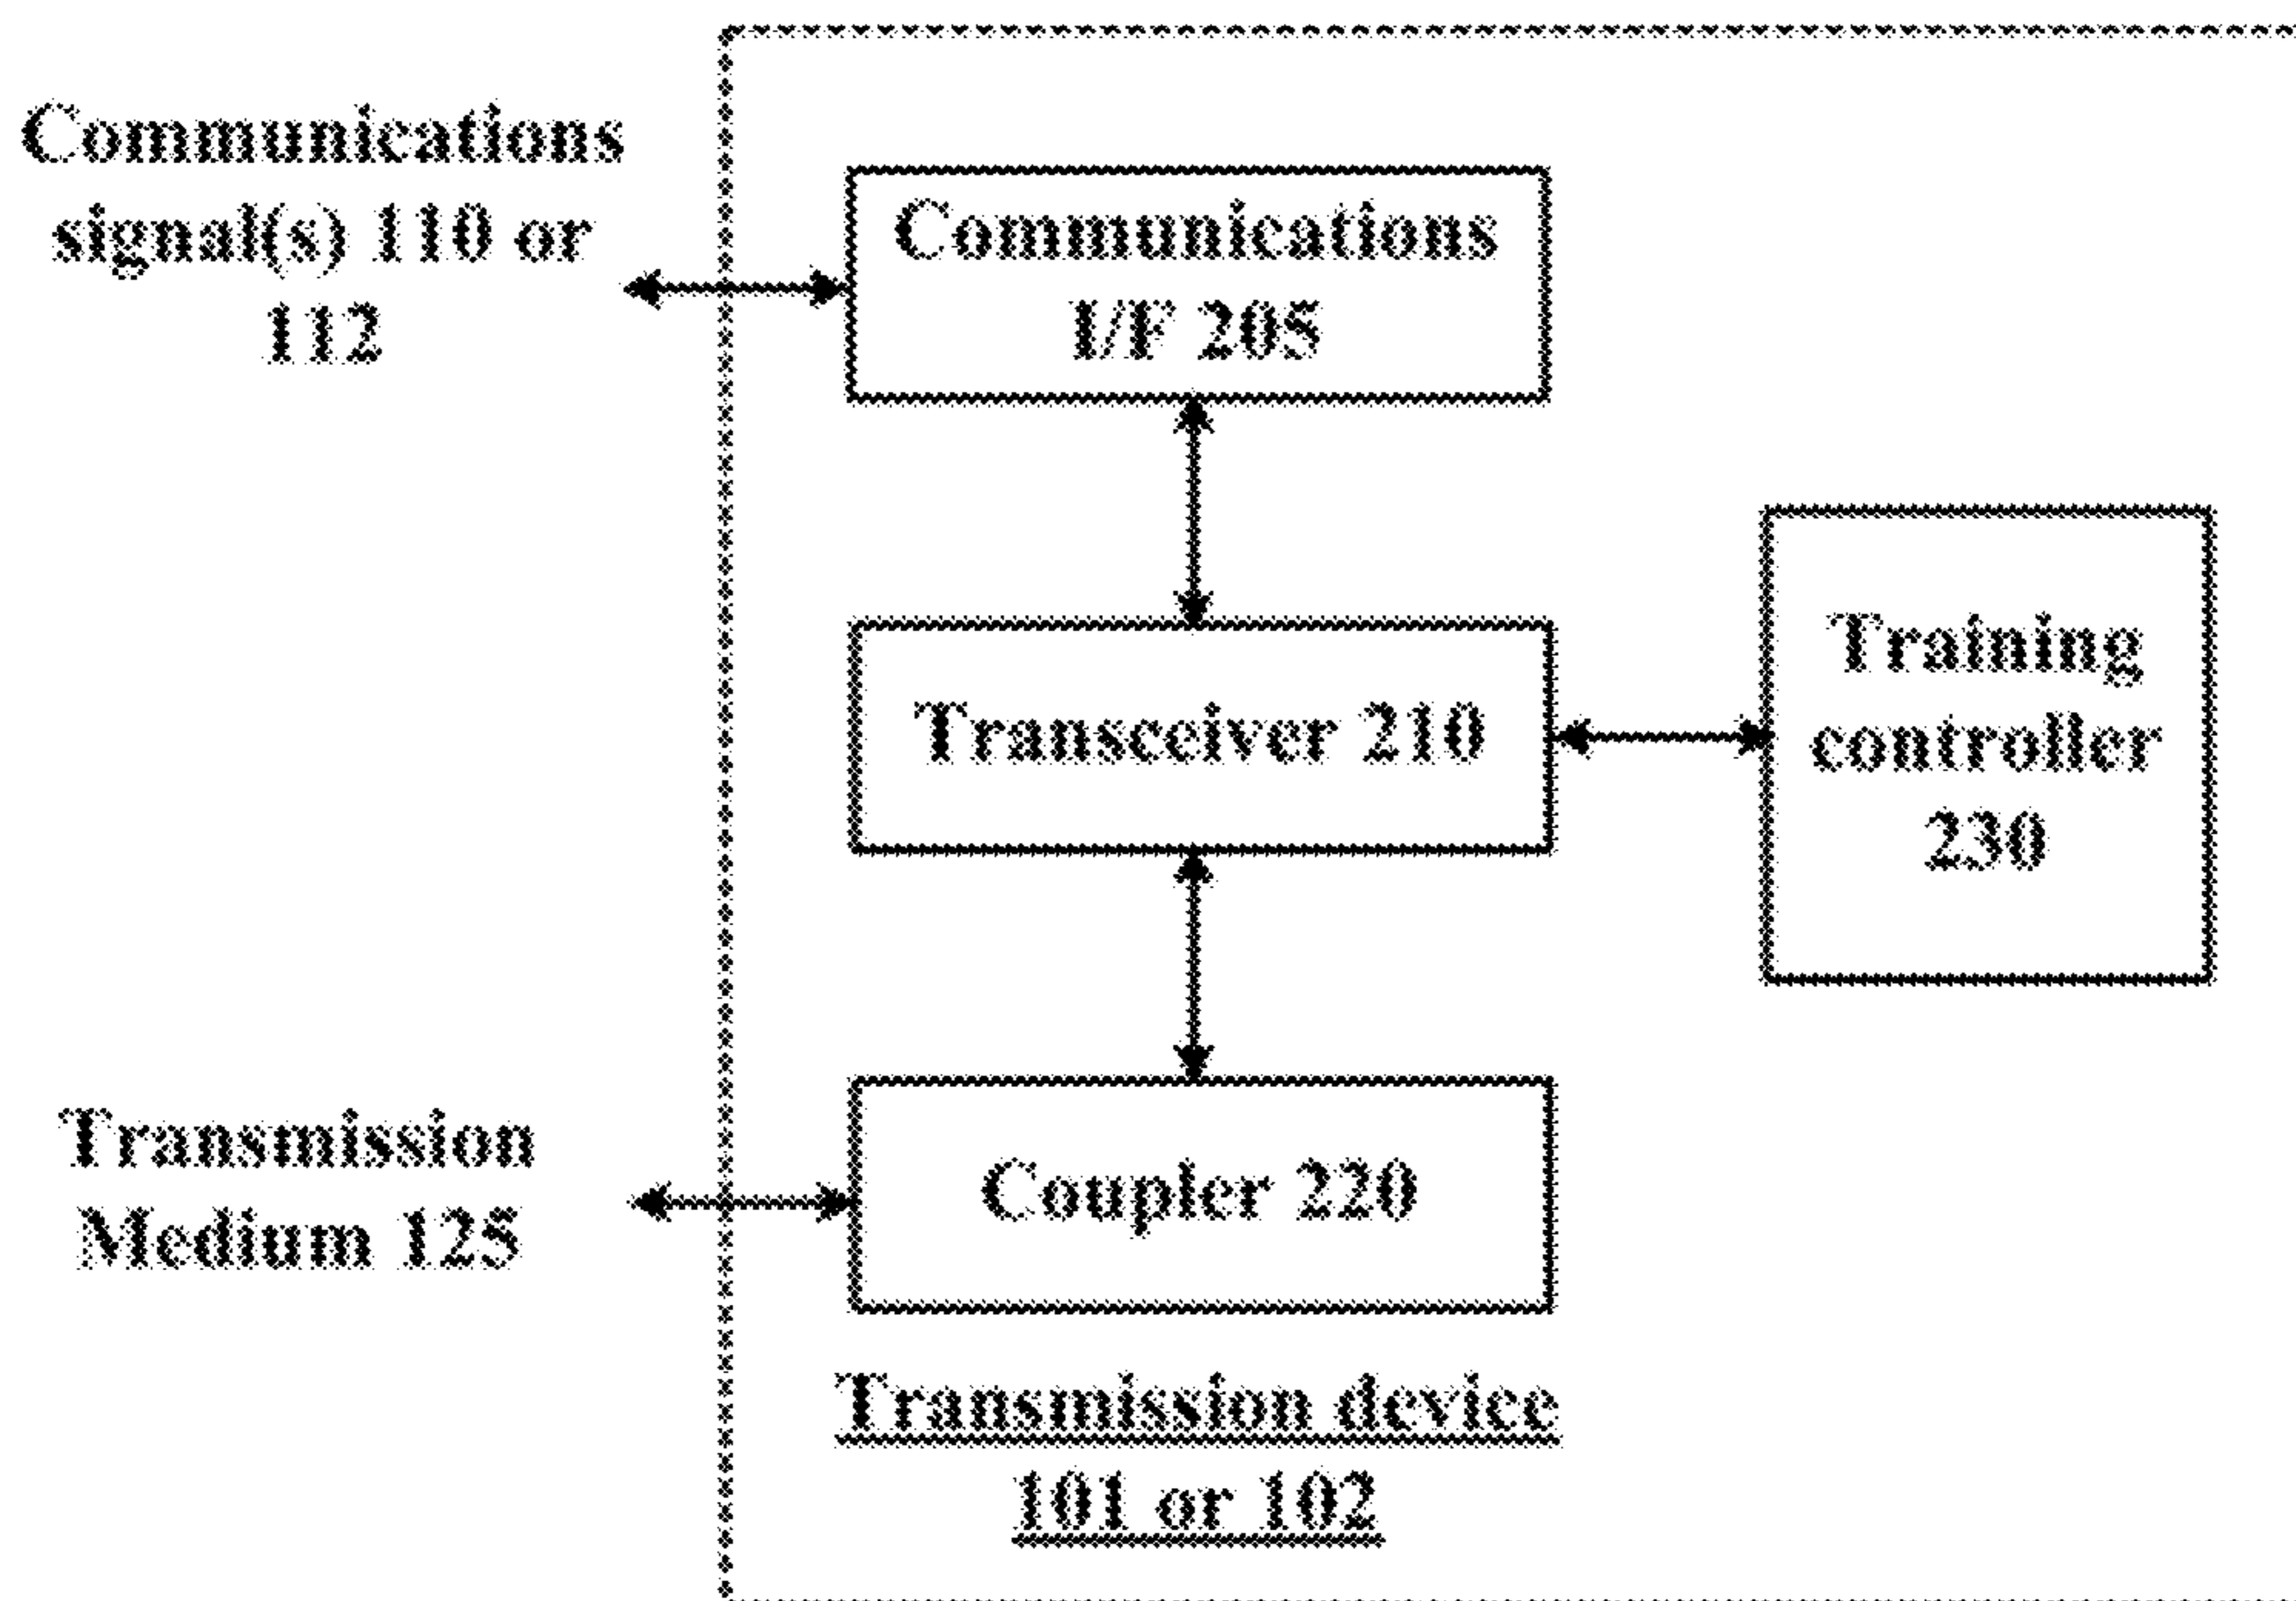 Communications
signal(s) 110 or
112
Communications
I/F 205
Transceiver 210
Training
controller
230
Coupler 220
Transmission
Medium 125
Transmission device
101 or 102